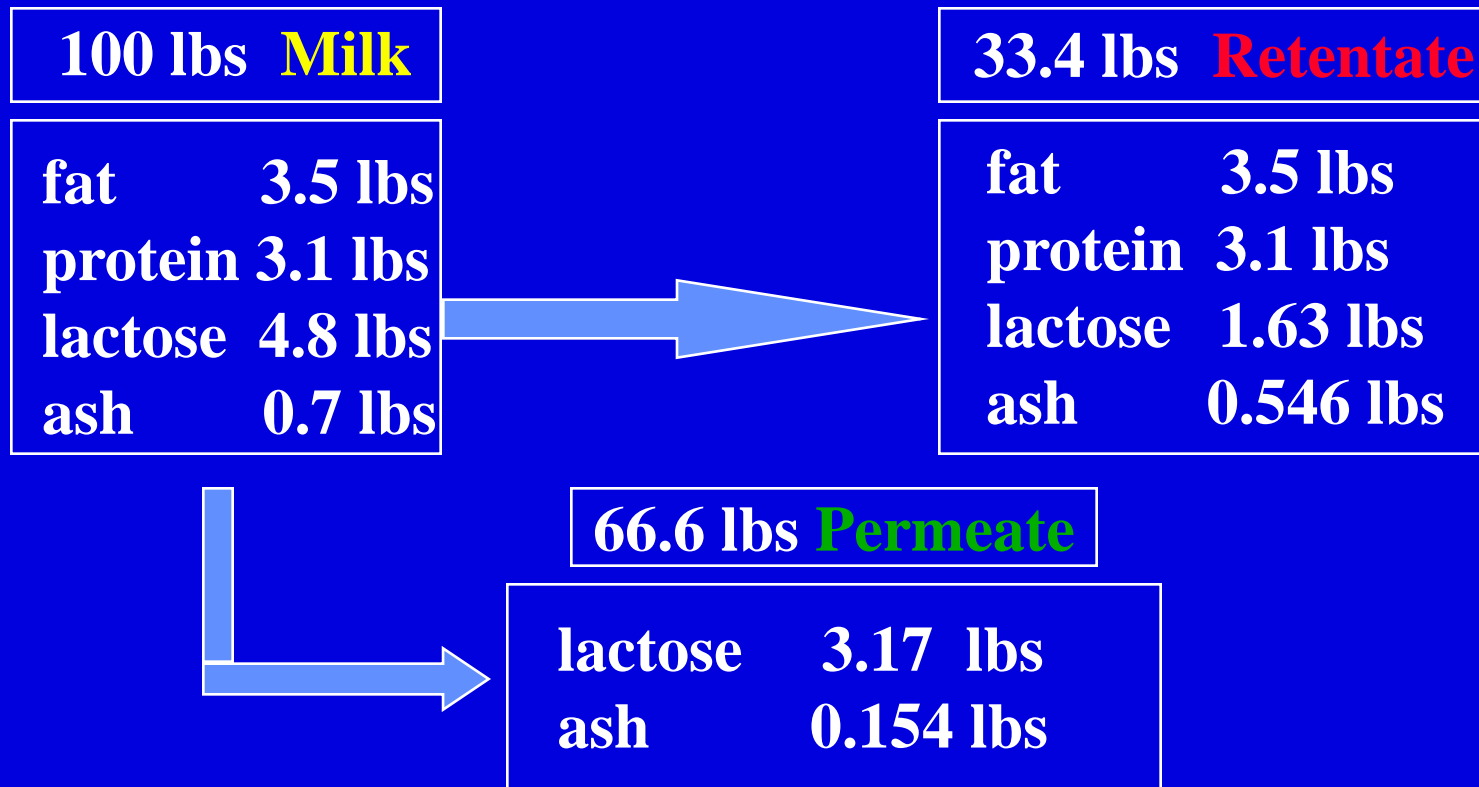 100 lbs Milk
fat 3.5 lbs
protein 3.1 lbs
lactose 4.8 lbs
ash 0.7 lbs
33.4 lbs Retentate
fat 3.5 lbs
protein 3.1 lbs
lactose 1.63 lbs
ash 0.546 lbs
66.6 lbs Permeate
lactose 3.17 lbs
ash 0.154 lbs